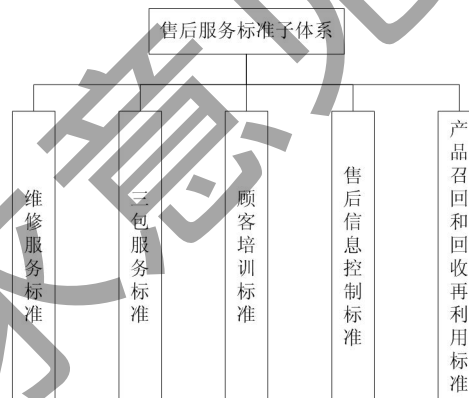 售后服务标准子体系
维修服务标准
三包服务标准
顾客培训标准
售后信息控制标准
产品召回和回收再利用标准